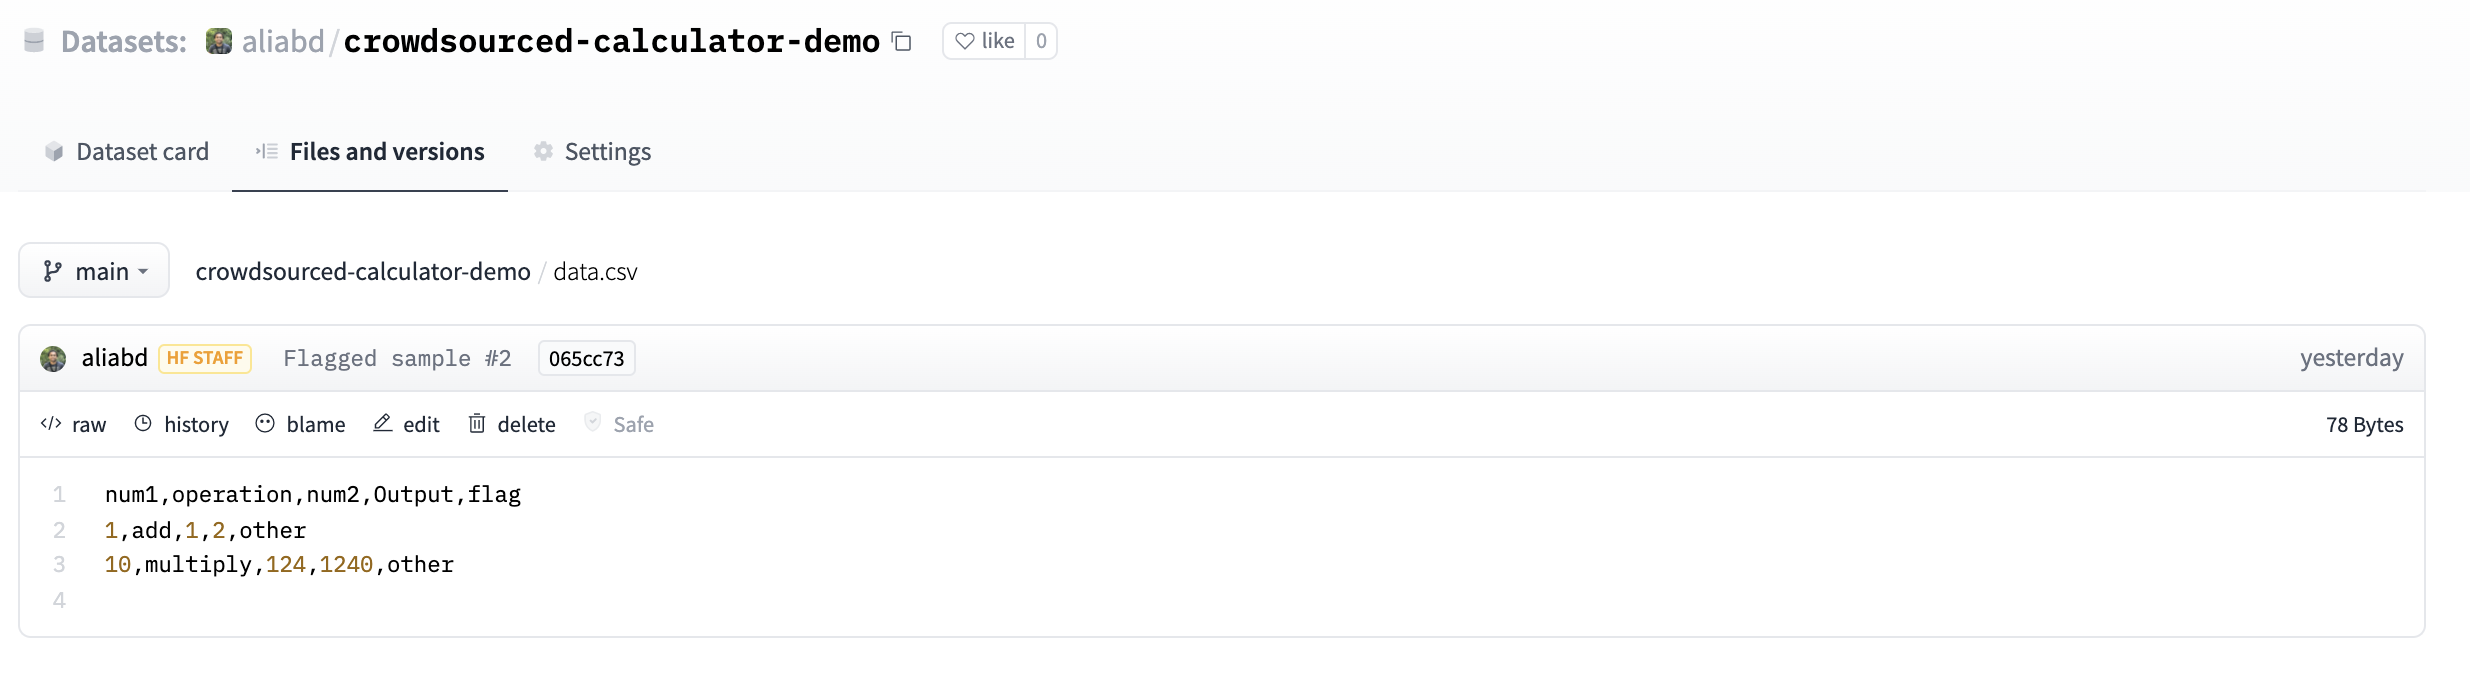 Datasets: aliabd/crowdsourced-calculator-demo like 0
Dataset card Files and versions Settings
main crowdsourced-calculator-demo / data.csv
aliabd HF STAFF Flagged sample #2 065cc73 yesterday
</> raw history blame edit delete Safe 78 Bytes
1 num1,operation,num2,Output,flag
2 1,add,1,2,other
3 10,multiply,124,1240,other
4